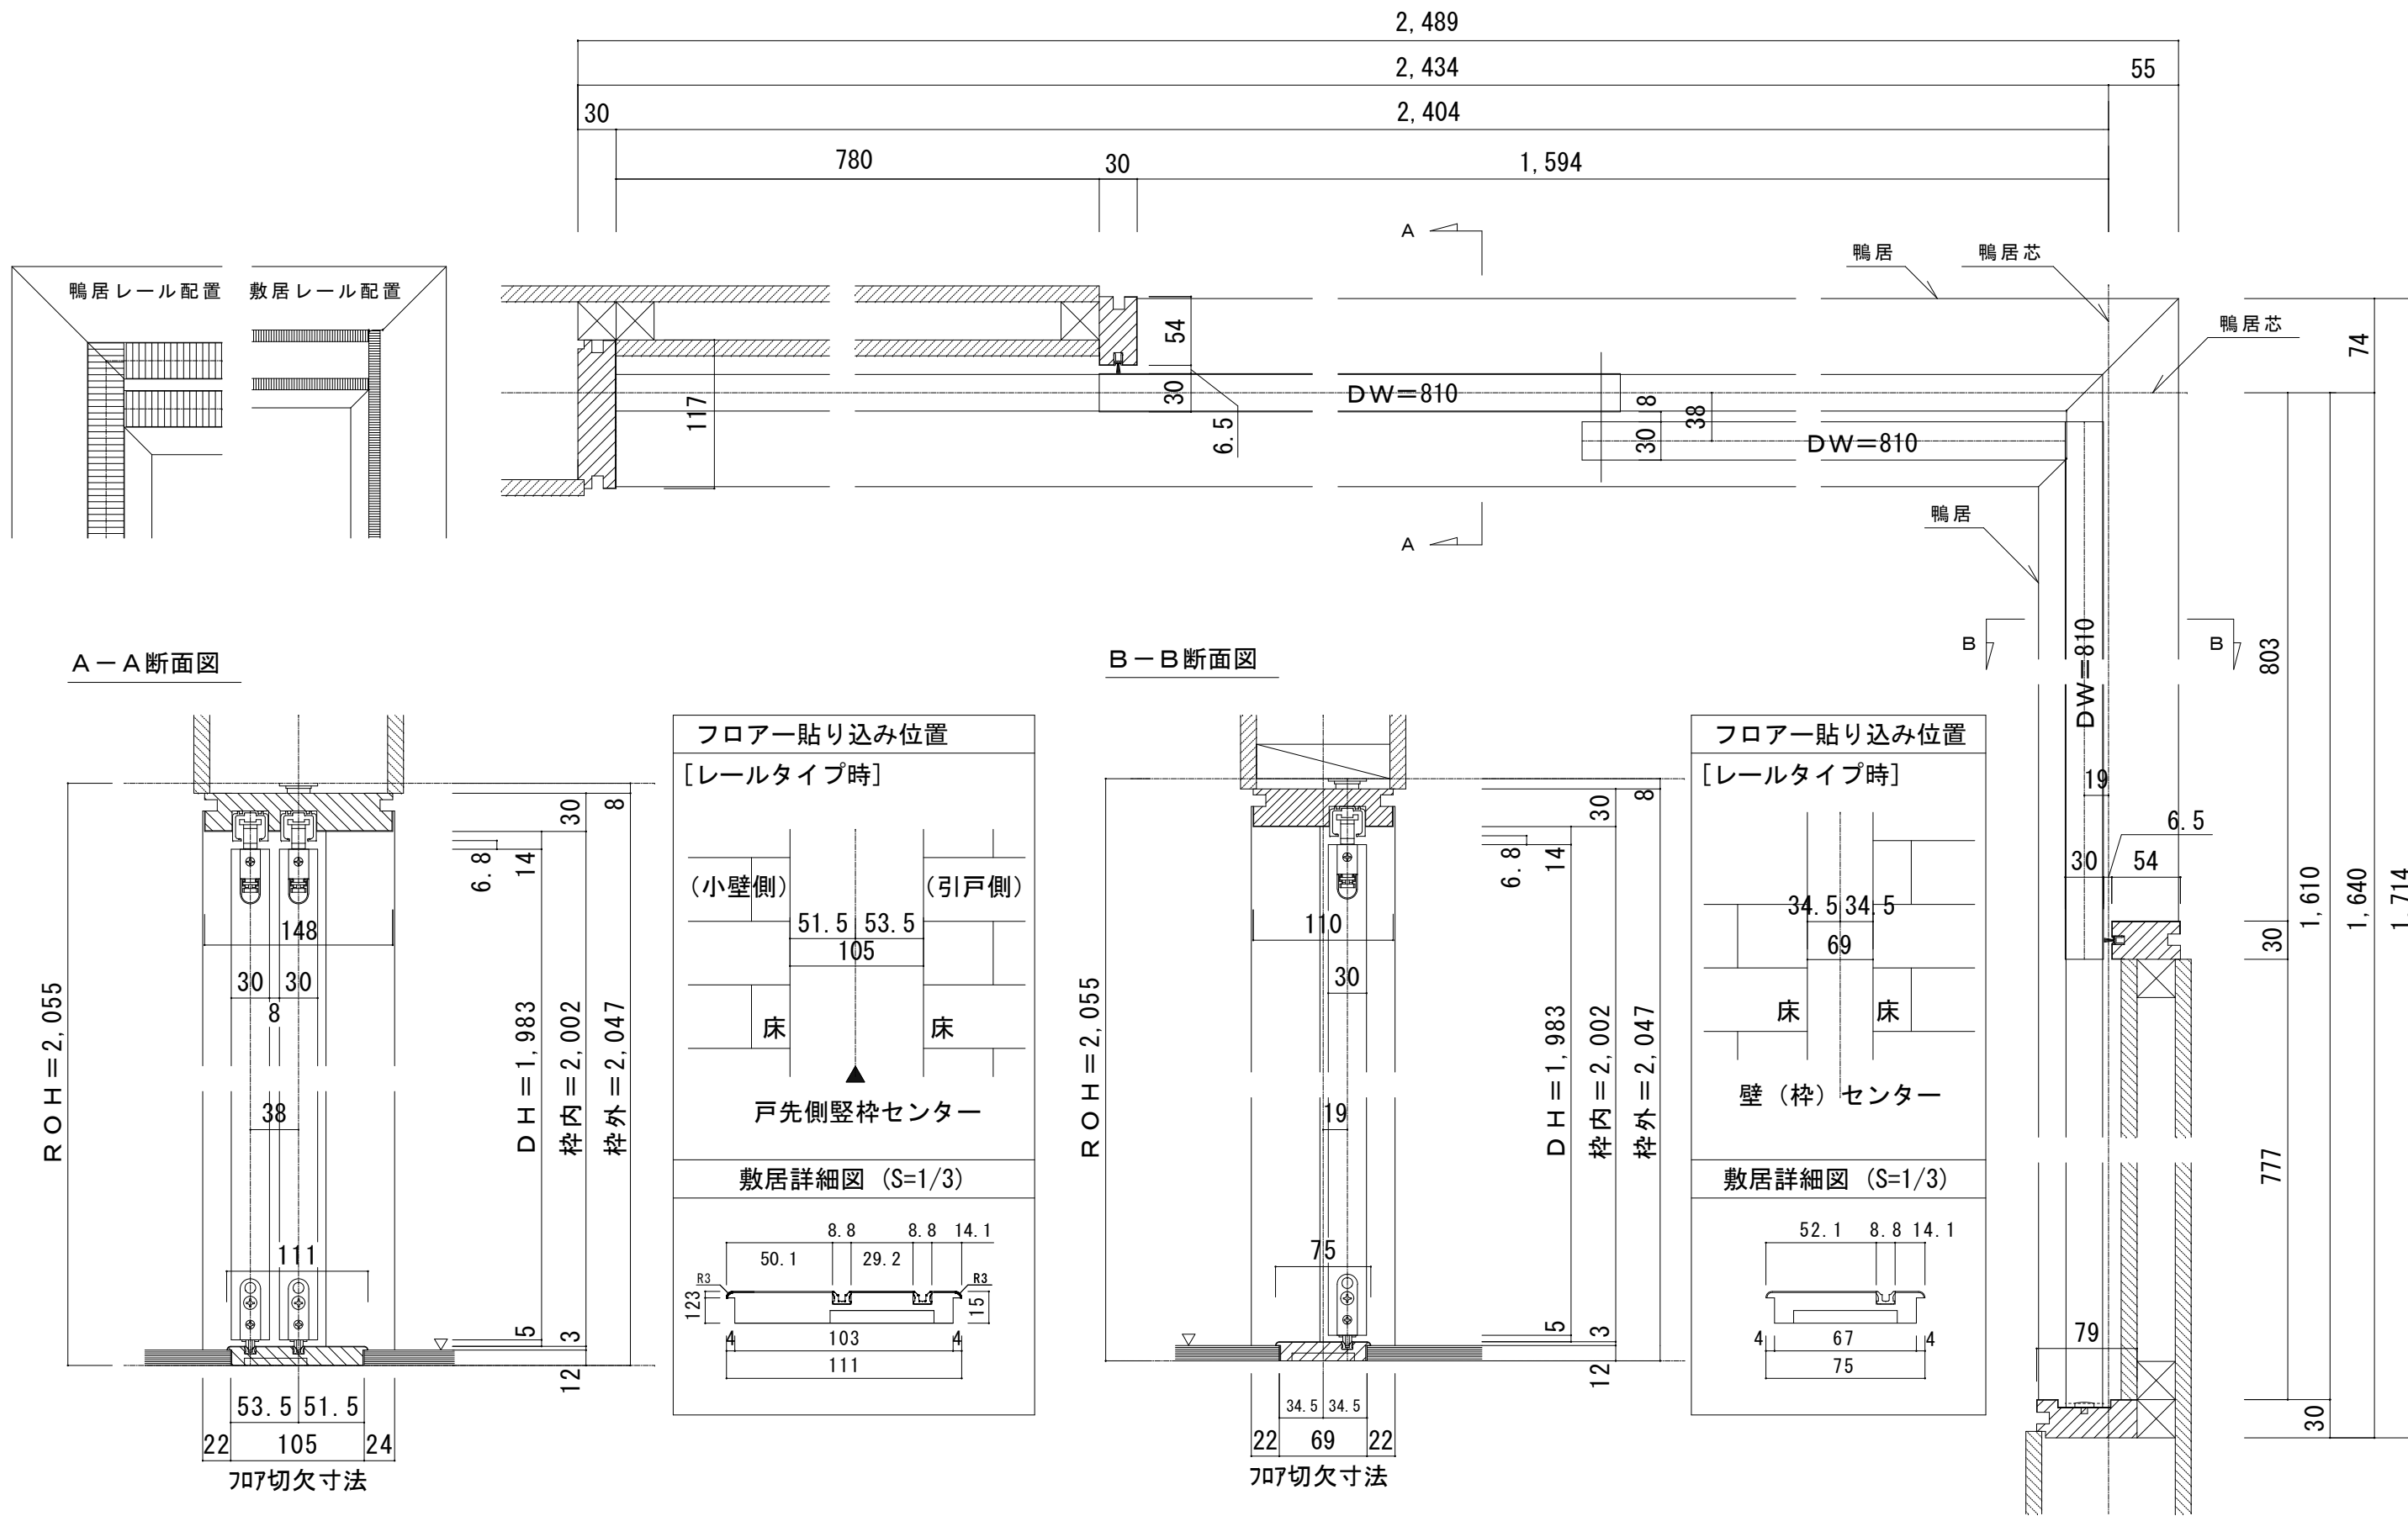 2,489
2,434
55
30
2,404
780
30
1,594
A
鴨居
鴨居芯
鴨居レール配置
敷居レール配置
鴨居芯
54
74
30
6.5
117
DW=810
8
38
30
DW=810
鴨居
A
A-A断面図
B-B断面図
B
B
DW=810
803
19
6.5
30
54
1,610
1,640
1,714
30
777
79
30
30
8
6.8
14
148
30
30
8
ROH=2,055
DH=1,983
枠内=2,002
枠外=2,047
38
111
5
3
12
53.5
51.5
22
105
24
フロア切欠寸法
フロアー貼り込み位置
[レールタイプ時]
(小壁側)
(引戸側)
51.5
53.5
105
床
床
戸先側竪枠センター
敷居詳細図 (S=1/3)
8.8
8.8
14.1
50.1
29.2
R3
R3
123
15
4
103
4
111
30
8
6.8
14
110
30
ROH=2,055
DH=1,983
枠内=2,002
枠外=2,047
19
75
5
3
12
34.5
34.5
22
69
22
フロア切欠寸法
フロアー貼り込み位置
[レールタイプ時]
34.5
34.5
69
床
床
壁(枠)センター
敷居詳細図 (S=1/3)
52.1
8.8
14.1
4
67
4
75